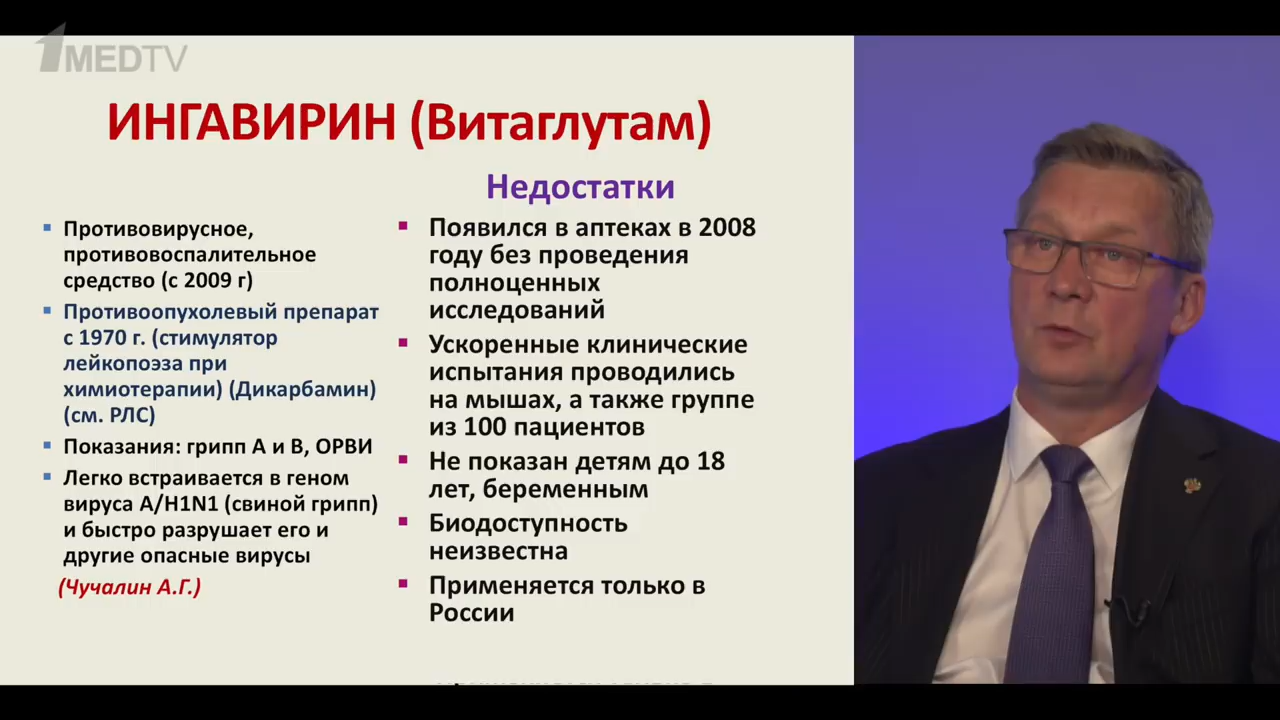 1MEDTV
ИНГАВИРИН (Витаглутам)
Противовирусное,
противовоспалительное
средство (с 2009 г)
Противоопухолевый препарат
с 1970 г. (стимулятор
лейкопоэза при
химиотерапии) (Дикарбамин)
(см. РЛС)
Показания: грипп А и В, ОРВИ
Легко встраивается в геном
вируса A/H1N1 (свиной грипп)
и быстро разрушает его и
другие опасные вирусы
(Чучалин А.Г.)
Недостатки
Появился в аптеках в 2008
году без проведения
полноценных
исследований
Ускоренные клинические
испытания проводились
на мышах, а также группе
из 100 пациентов
Не показан детям до 18
лет, беременным
Биодоступность
неизвестна
Применяется только в
России